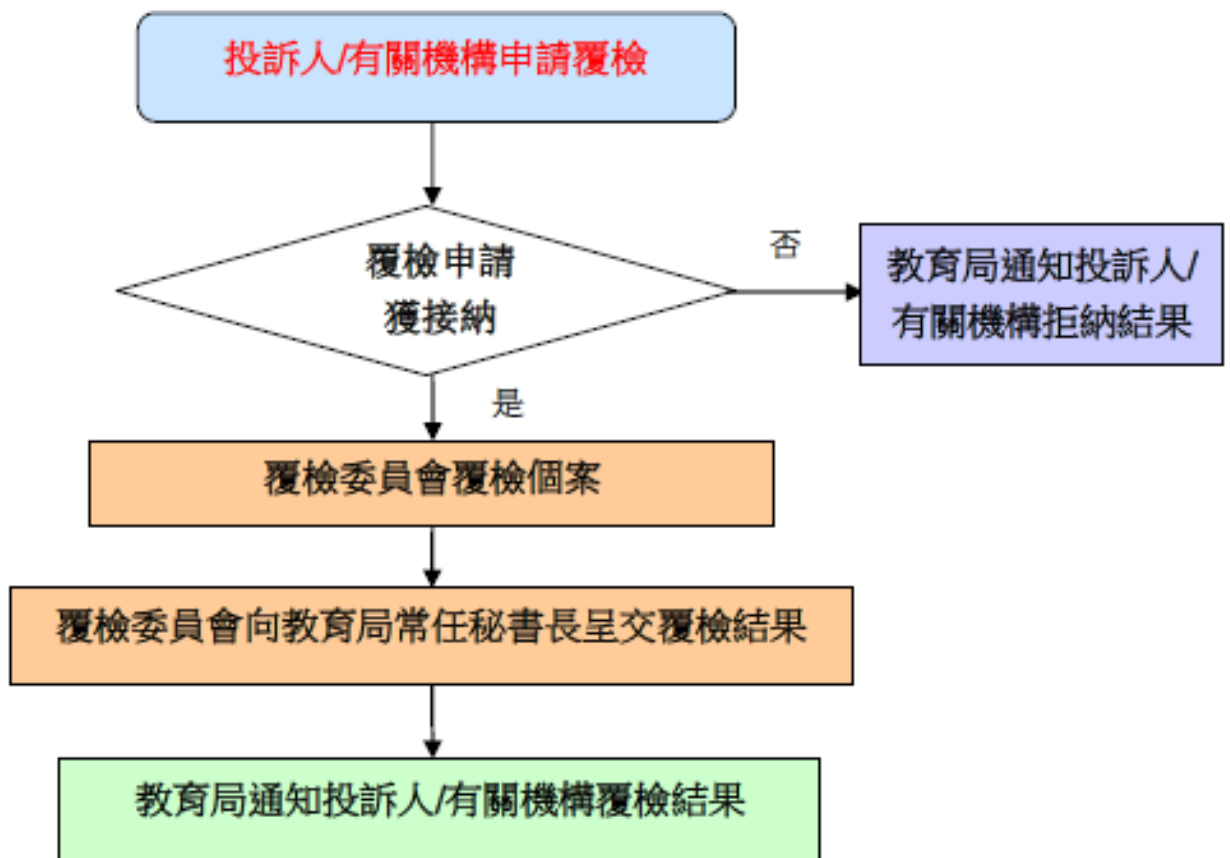 投訴人/有關機構申請覆檢
覆檢申請
獲接納
否
教育局通知投訴人/
有關機構拒納結果
是
覆檢委員會覆檢個案
覆檢委員會向教育局常任秘書長呈交覆檢結果
教育局通知投訴人/有關機構覆檢結果